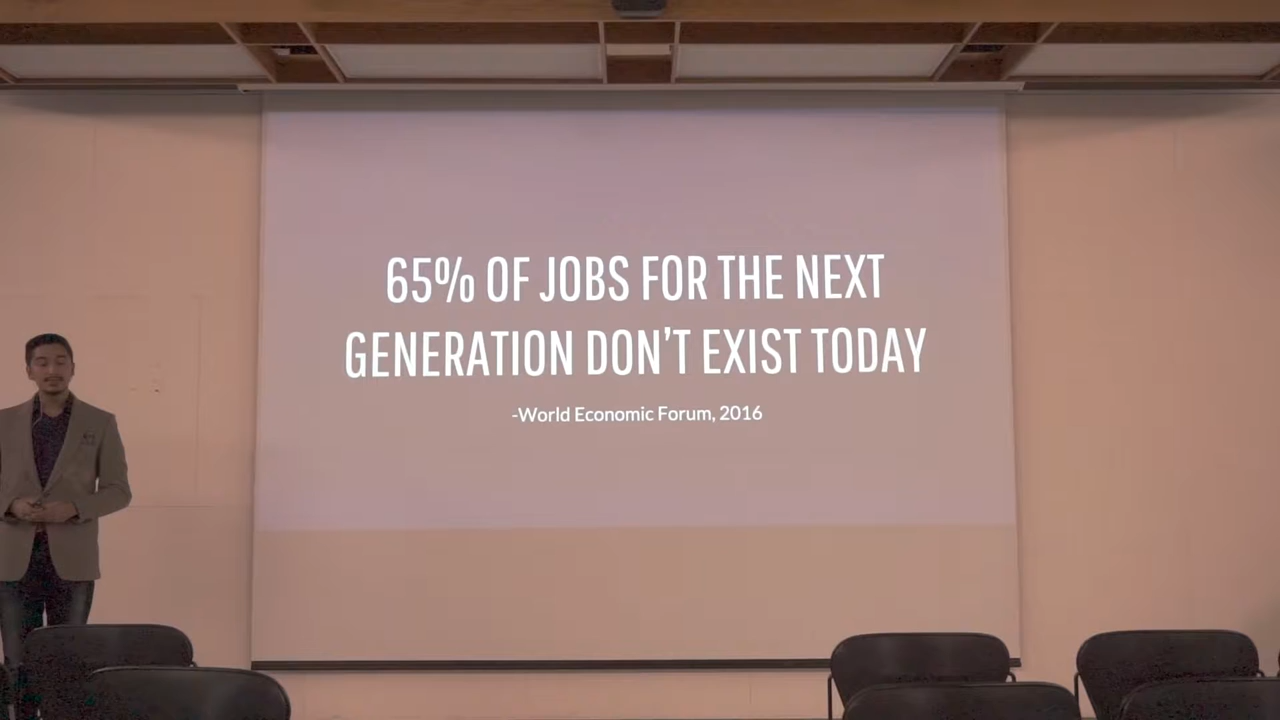 65% OF JOBS FOR THE NEXT
GENERATION DON'T EXIST TODAY
-World Economic Forum, 2016